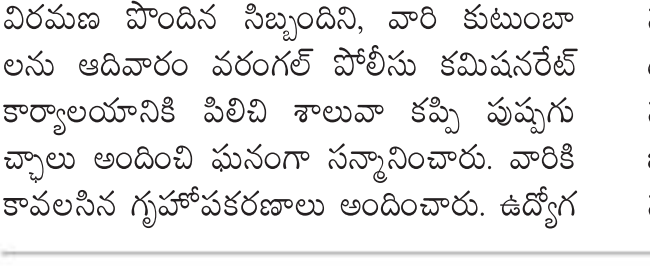 విరమణ పొందిన సిబ్బందిని, వారి కుటుంబా
లను ఆదివారం వరంగల్ పోలీసు కమిషనరేట్
కార్యాలయానికి పిలిచి శాలువా కప్పి పుష్పగు
చ్ఛాలు అందించి ఘనంగా సన్మానించారు. వారికి
కావలసిన గృహోపకరణాలు అందించారు. ఉద్యోగ